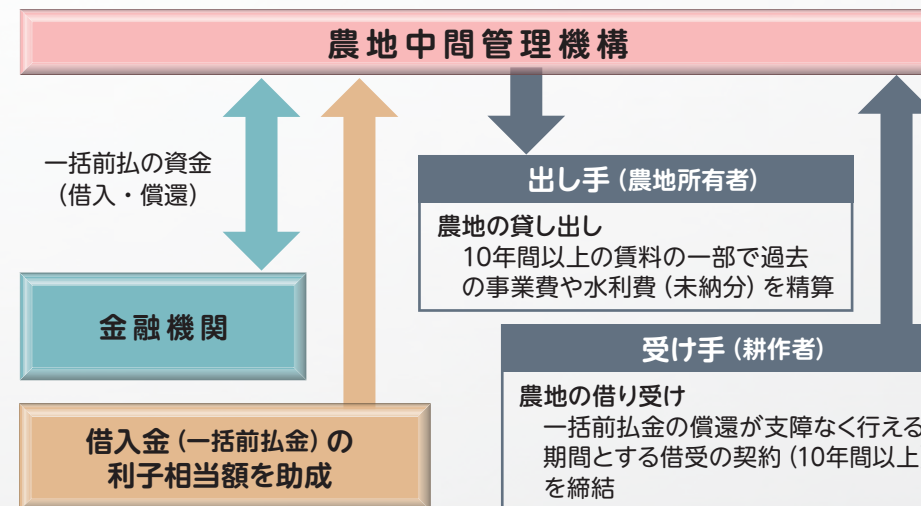 農地中間管理機構
一括前払の資金
（借入・償還）
金融機関
借入金（一括前払金）の
利子相当額を助成
出し手（農地所有者）
農地の貸し出し
10年間以上の賃料の一部で過去
の事業費や水利費（未納分）を精算
受け手（耕作者）
農地の借り受け
一括前払金の償還が支障なく行える
期間とする借受の契約（10年間以上
を締結